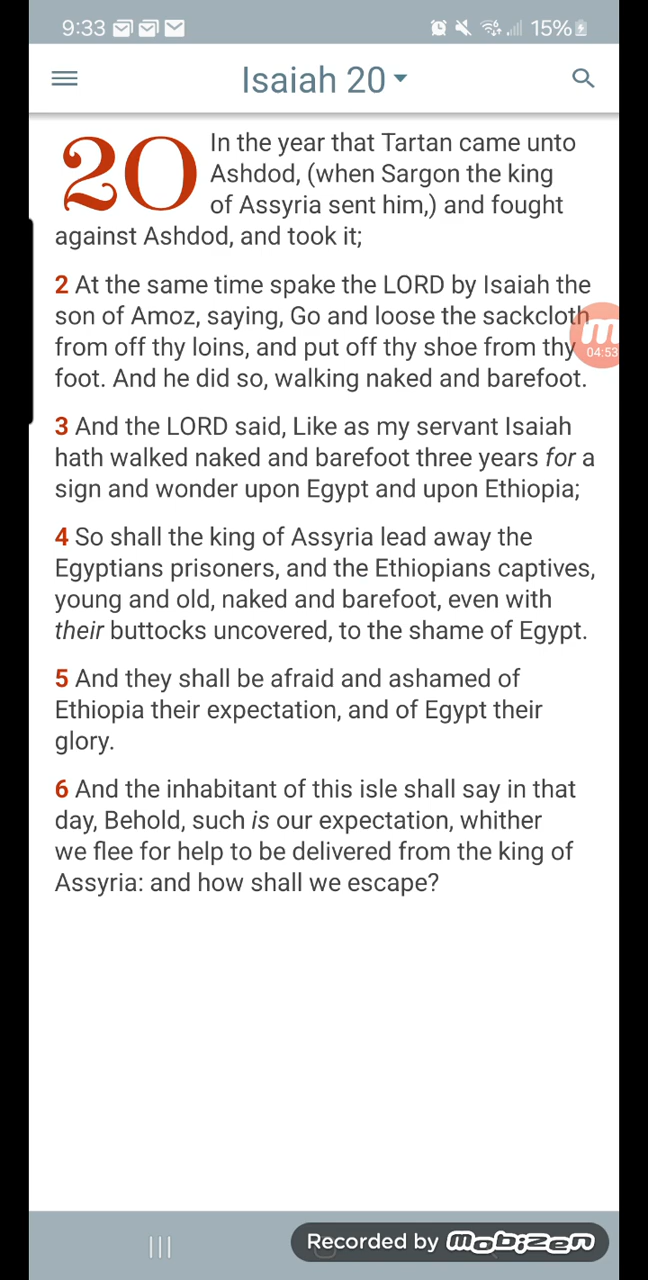 9:33 15%
Isaiah 20
20 In the year that Tartan came unto
Ashdod, (when Sargon the king
of Assyria sent him,) and fought
against Ashdod, and took it;
2 At the same time spake the LORD by Isaiah the
son of Amoz, saying, Go and loose the sackcloth
from off thy loins, and put off thy shoe from thy
foot. And he did so, walking naked and barefoot.
m
04:53
3 And the LORD said, Like as my servant Isaiah
hath walked naked and barefoot three years for a
sign and wonder upon Egypt and upon Ethiopia;
4 So shall the king of Assyria lead away the
Egyptians prisoners, and the Ethiopians captives,
young and old, naked and barefoot, even with
their buttocks uncovered, to the shame of Egypt.
5 And they shall be afraid and ashamed of
Ethiopia their expectation, and of Egypt their
glory.
6 And the inhabitant of this isle shall say in that
day, Behold, such is our expectation, whither
we flee for help to be delivered from the king of
Assyria: and how shall we escape?
Recorded by mobizen